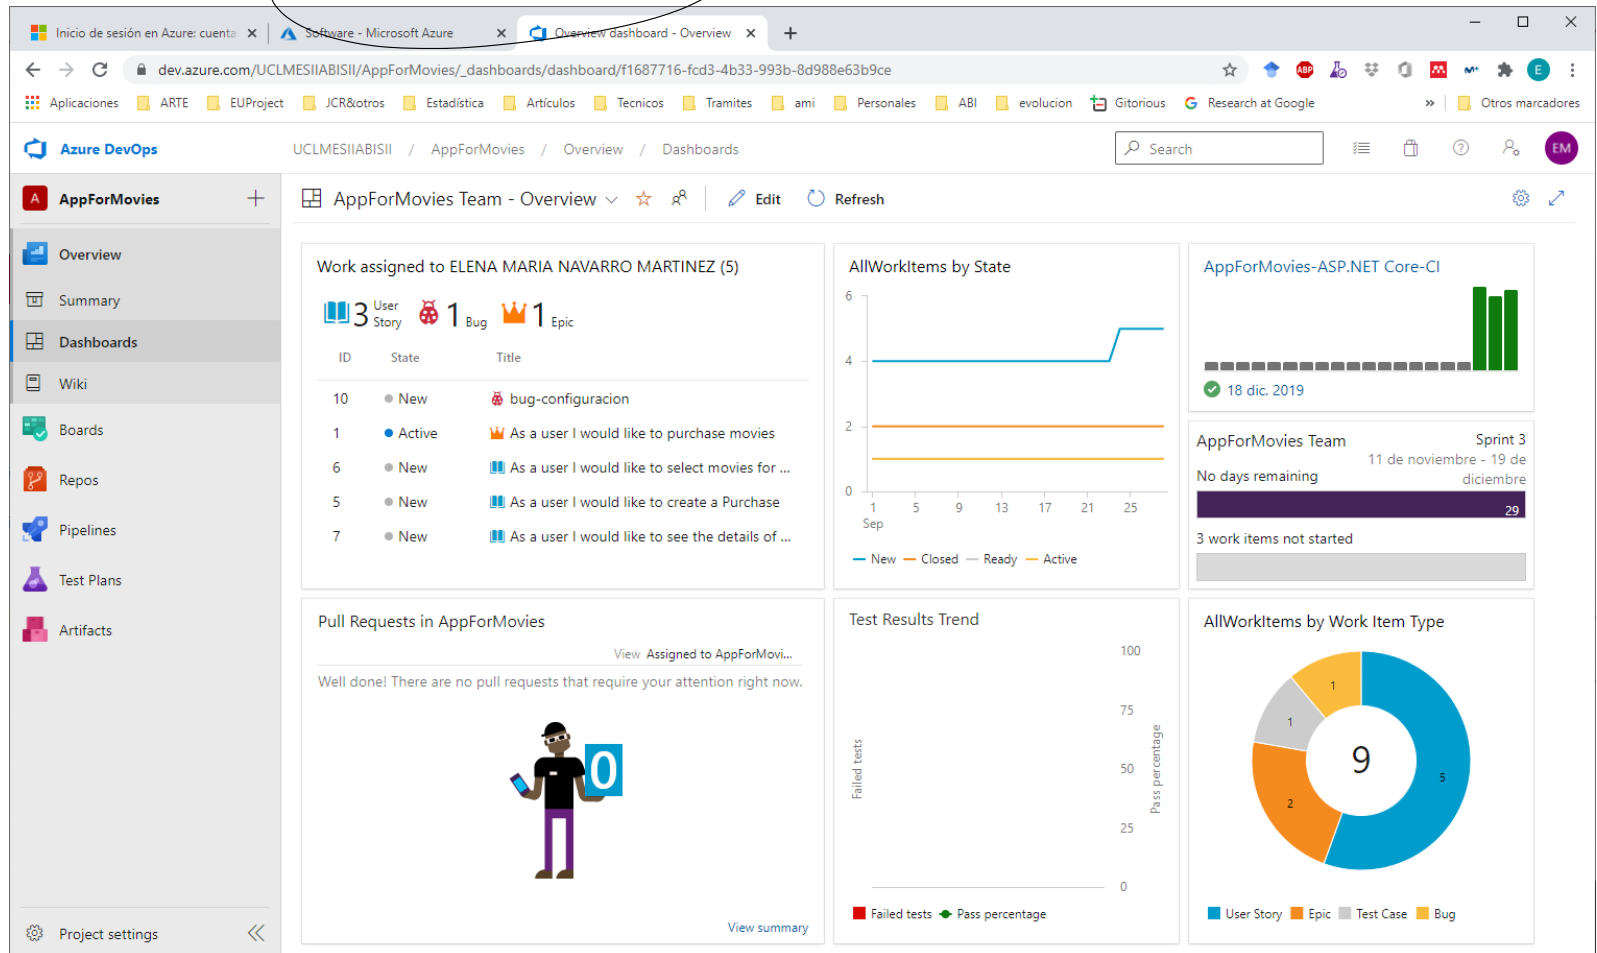 Inicio de sesión en Azure: cuenta
Software - Microsoft Azure
Overview dashboard - Overview
dev.azure.com/UCLMESIIABISII/AppForMovies/_dashboards/dashboard/f1687716-fcd3-4b33-993b-8d988e63b9ce
ABP
E
Aplicaciones ARTE EUProject JCR&otros Estadística Artículos Tecnicos Tramites ami Personales ABI evolucion Gitorious Research at Google » Otros marcadores
Azure DevOps
UCLMESIIABISII / AppForMovies / Overview / Dashboards
Search
EM
A AppForMovies
Overview
Summary
Dashboards
Wiki
Boards
Repos
Pipelines
Test Plans
Artifacts
Project settings
AppForMovies Team - Overview
Edit
Refresh
Work assigned to ELENA MARIA NAVARRO MARTINEZ (5)
3 User Story 1 Bug 1 Epic
ID State Title
10 New bug-configuracion
1 Active As a user I would like to purchase movies
6 New As a user I would like to select movies for ...
5 New As a user I would like to create a Purchase
7 New As a user I would like to see the details of ...
AllWorkItems by State
6
4
2
0
1 5 9 13 17 21 25
Sep
New Closed Ready Active
AppForMovies-ASP.NET Core-CI
18 dic. 2019
AppForMovies Team
Sprint 3
11 de noviembre - 19 de
diciembre
No days remaining
29
3 work items not started
Pull Requests in AppForMovies
View Assigned to AppForMovi...
Well done! There are no pull requests that require your attention right now.
0
View summary
Test Results Trend
100
75
50
25
0
Failed tests
Pass percentage
Failed tests Pass percentage
AllWorkItems by Work Item Type
1
1
2
5
9
User Story Epic Test Case Bug